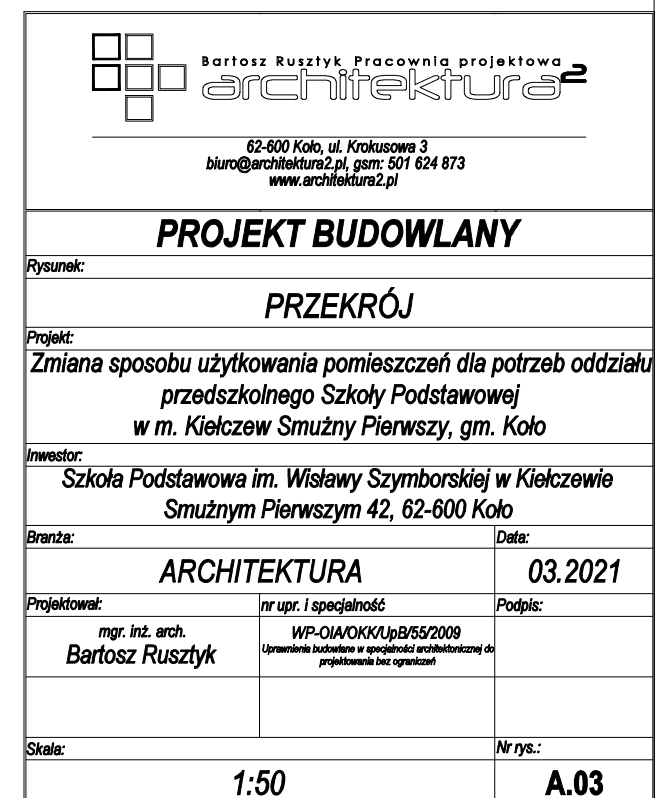 Bartosz Rusztyk Pracownia projektowa
architektura²
62-600 Koło, ul. Krokusowa 3
biuro@architektura2.pl, gsm: 501 624 873
www.architektura2.pl
PROJEKT BUDOWLANY
Rysunek:
PRZEKRÓJ
Projekt:
Zmiana sposobu użytkowania pomieszczeń dla potrzeb oddziału
przedszkolnego Szkoły Podstawowej
w m. Kiełczew Smużny Pierwszy, gm. Koło
Inwestor:
Szkoła Podstawowa im. Wisławy Szymborskiej w Kiełczewie
Smużnym Pierwszym 42, 62-600 Koło
Branża:
Data:
ARCHITEKTURA
03.2021
Projektował:
nr upr. i specjalność
Podpis:
mgr. inż. arch.
Bartosz Rusztyk
WP-OIA/OKK/UpB/55/2009
Uprawnienia budowlane w specjalności architektonicznej do
projektowania bez ograniczeń
Skala:
Nr rys.:
1:50
A.03